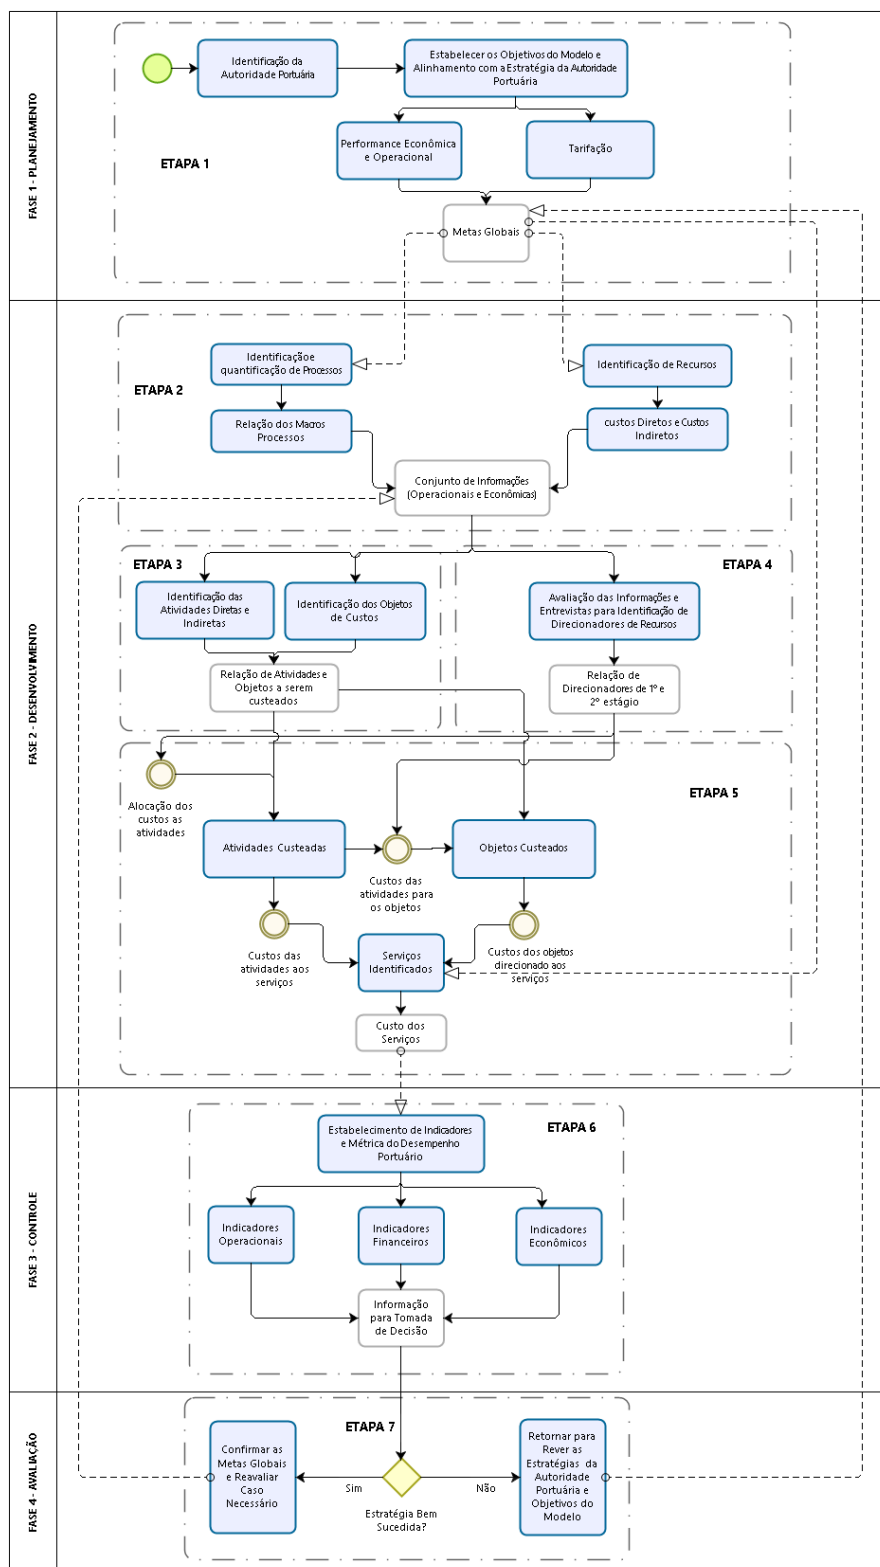 FASE 1 - PLANEJAMENTO
Identificação da
Autoridade Portuária
Estabelecer os Objetivos do Modelo e
Alinhamento com a Estratégia da Autoridade
Portuária
ETAPA 1
Performance Econômica
e Operacional
Tarifação
Metas Globais
FASE 2 - DESENVOLVIMENTO
ETAPA 2
Identificaçãoe
quantificação de Processos
Identificação de Recursos
Relação dos Macros
Processos
custos Diretos e Custos
Indiretos
Conjunto de Informações
(Operacionais e Econômicas)
ETAPA 3
Identificação das
Atividades Diretas e
Indiretas
Identificação dos Objetos
de Custos
Relação de Atividades e
Objetos a serem
custeados
ETAPA 4
Avaliação das Informações e
Entrevistas para Identificação de
Direcionadores de Recursos
Relação de
Direcionadores de 1º e
2º estágio
ETAPA 5
Alocação dos
custos as
atividades
Atividades Custeadas
Custos das
atividades para
os objetos
Objetos Custeados
Custos das
atividades aos
serviços
Serviços
Identificados
Custos dos objetos
direcionado aos
serviços
Custo dos
Serviços
FASE 3 - CONTROLE
ETAPA 6
Estabelecimento de Indicadores
e Métrica do Desempenho
Portuário
Indicadores
Operacionais
Indicadores
Financeiros
Indicadores
Econômicos
Informação
para Tomada
de Decisão
FASE 4 - AVALIAÇÃO
ETAPA 7
Confirmar as
Metas Globais
e Reavaliar
Caso
Necessário
Sim
Estratégia Bem
Sucedida?
Não
Retornar para
Rever as
Estratégias da
Autoridade
Portuária e
Objetivos do
Modelo